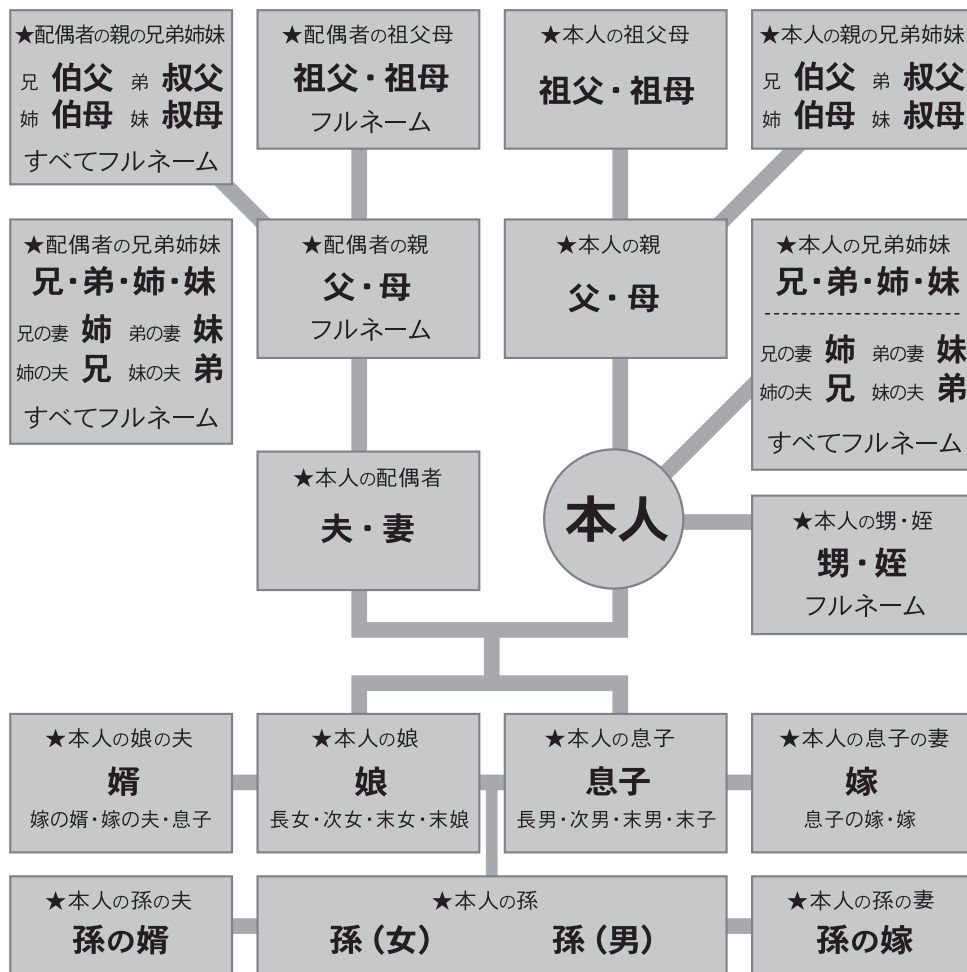 ★配偶者の親の兄弟姉妹
兄 伯父 弟 叔父
姉 伯母 妹 叔母
すべてフルネーム
★配偶者の祖父母
祖父・祖母
フルネーム
★本人の祖父母
祖父・祖母
★本人の親の兄弟姉妹
兄 伯父 弟 叔父
姉 伯母 妹 叔母
★配偶者の兄弟姉妹
兄・弟・姉・妹
兄の妻 姉 弟の妻 妹
姉の夫 兄 妹の夫 弟
すべてフルネーム
★配偶者の親
父・母
フルネーム
★本人の親
父・母
★本人の兄弟姉妹
兄・弟・姉・妹
兄の妻 姉 弟の妻 妹
姉の夫 兄 妹の夫 弟
すべてフルネーム
★本人の配偶者
夫・妻
本人
★本人の甥・姪
甥・姪
フルネーム
★本人の娘の夫
婿
嫁の婿・嫁の夫・息子
★本人の娘
娘
長女・次女・末女・末娘
★本人の息子
息子
長男・次男・末男・末子
★本人の息子の妻
嫁
息子の嫁・嫁
★本人の孫の夫
孫の婿
★本人の孫
孫（女） 孫（男）
★本人の孫の妻
孫の嫁